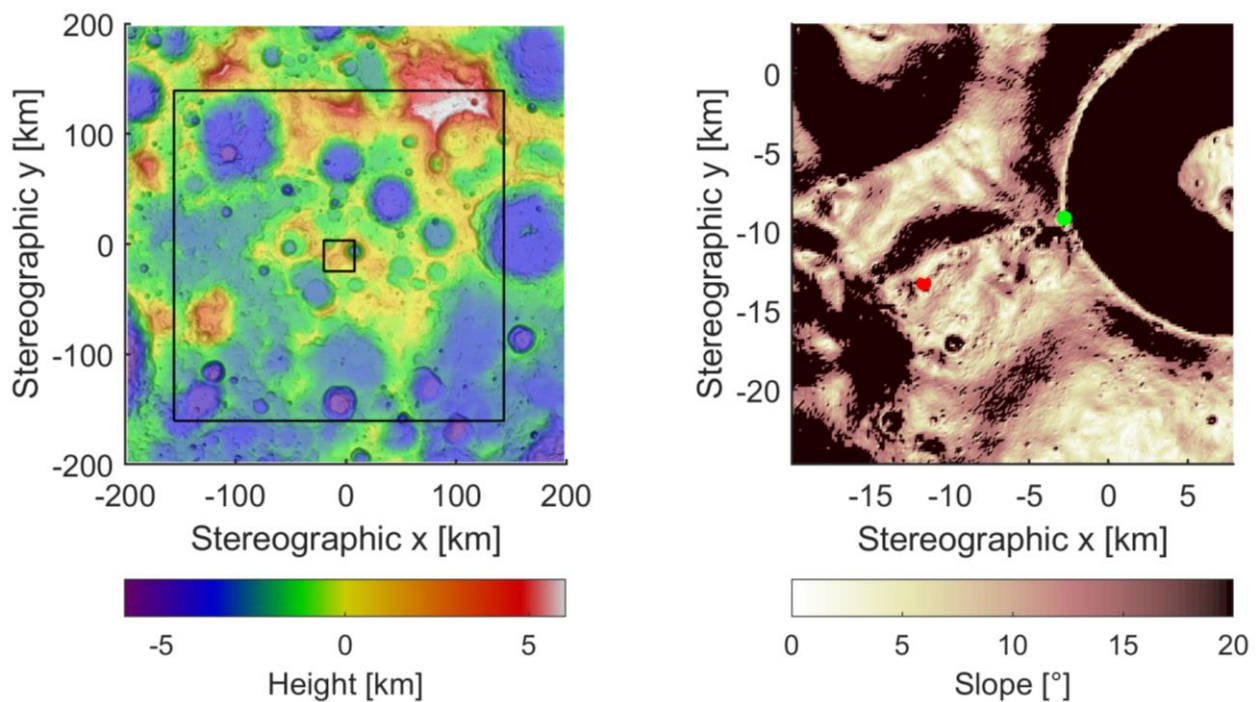 200
100
0
-100
-200
Stereographic y [km]
-200 -100 0 100 200
Stereographic x [km]
-5 0 5
Height [km]
0
-5
-10
-15
-20
Stereographic y [km]
-15 -10 -5 0 5
Stereographic x [km]
0 5 10 15 20
Slope [°]